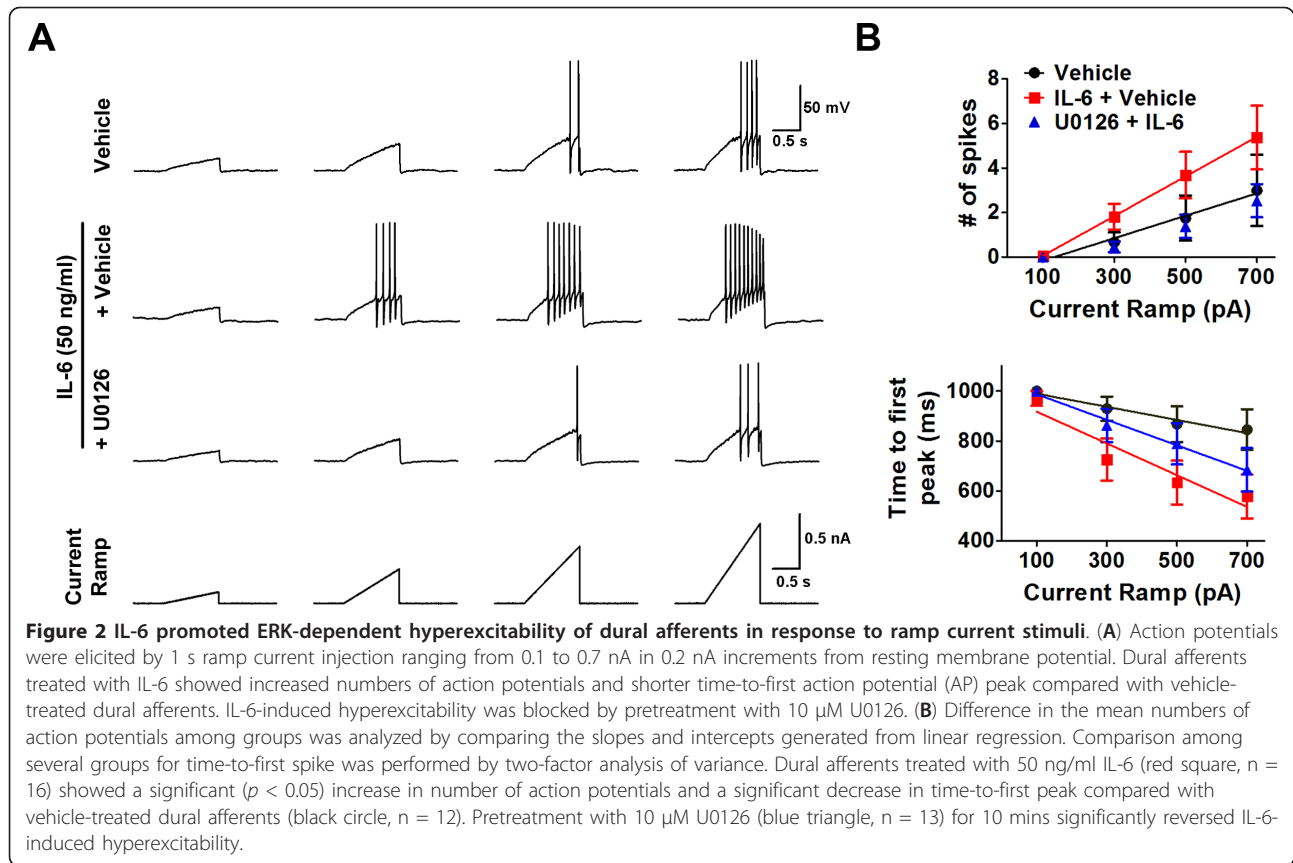 A
B
Vehicle
50 mV
0.5 s
IL-6 (50 ng/ml)
+ Vehicle
+ U0126
Current
Ramp
0.5 nA
0.5 s
Vehicle
IL-6 + Vehicle
U0126 + IL-6
# of spikes
8
6
4
2
0
100 300 500 700
Current Ramp (pA)
Time to first
peak (ms)
1000
800
600
400
100 300 500 700
Current Ramp (pA)
Figure 2 IL-6 promoted ERK-dependent hyperexcitability of dural afferents in response to ramp current stimuli. (A) Action potentials
were elicited by 1 s ramp current injection ranging from 0.1 to 0.7 nA in 0.2 nA increments from resting membrane potential. Dural afferents
treated with IL-6 showed increased numbers of action potentials and shorter time-to-first action potential (AP) peak compared with vehicle-
treated dural afferents. IL-6-induced hyperexcitability was blocked by pretreatment with 10 μM U0126. (B) Difference in the mean numbers of
action potentials among groups was analyzed by comparing the slopes and intercepts generated from linear regression. Comparison among
several groups for time-to-first spike was performed by two-factor analysis of variance. Dural afferents treated with 50 ng/ml IL-6 (red square, n =
16) showed a significant (p < 0.05) increase in number of action potentials and a significant decrease in time-to-first peak compared with
vehicle-treated dural afferents (black circle, n = 12). Pretreatment with 10 μM U0126 (blue triangle, n = 13) for 10 mins significantly reversed IL-6-
induced hyperexcitability.